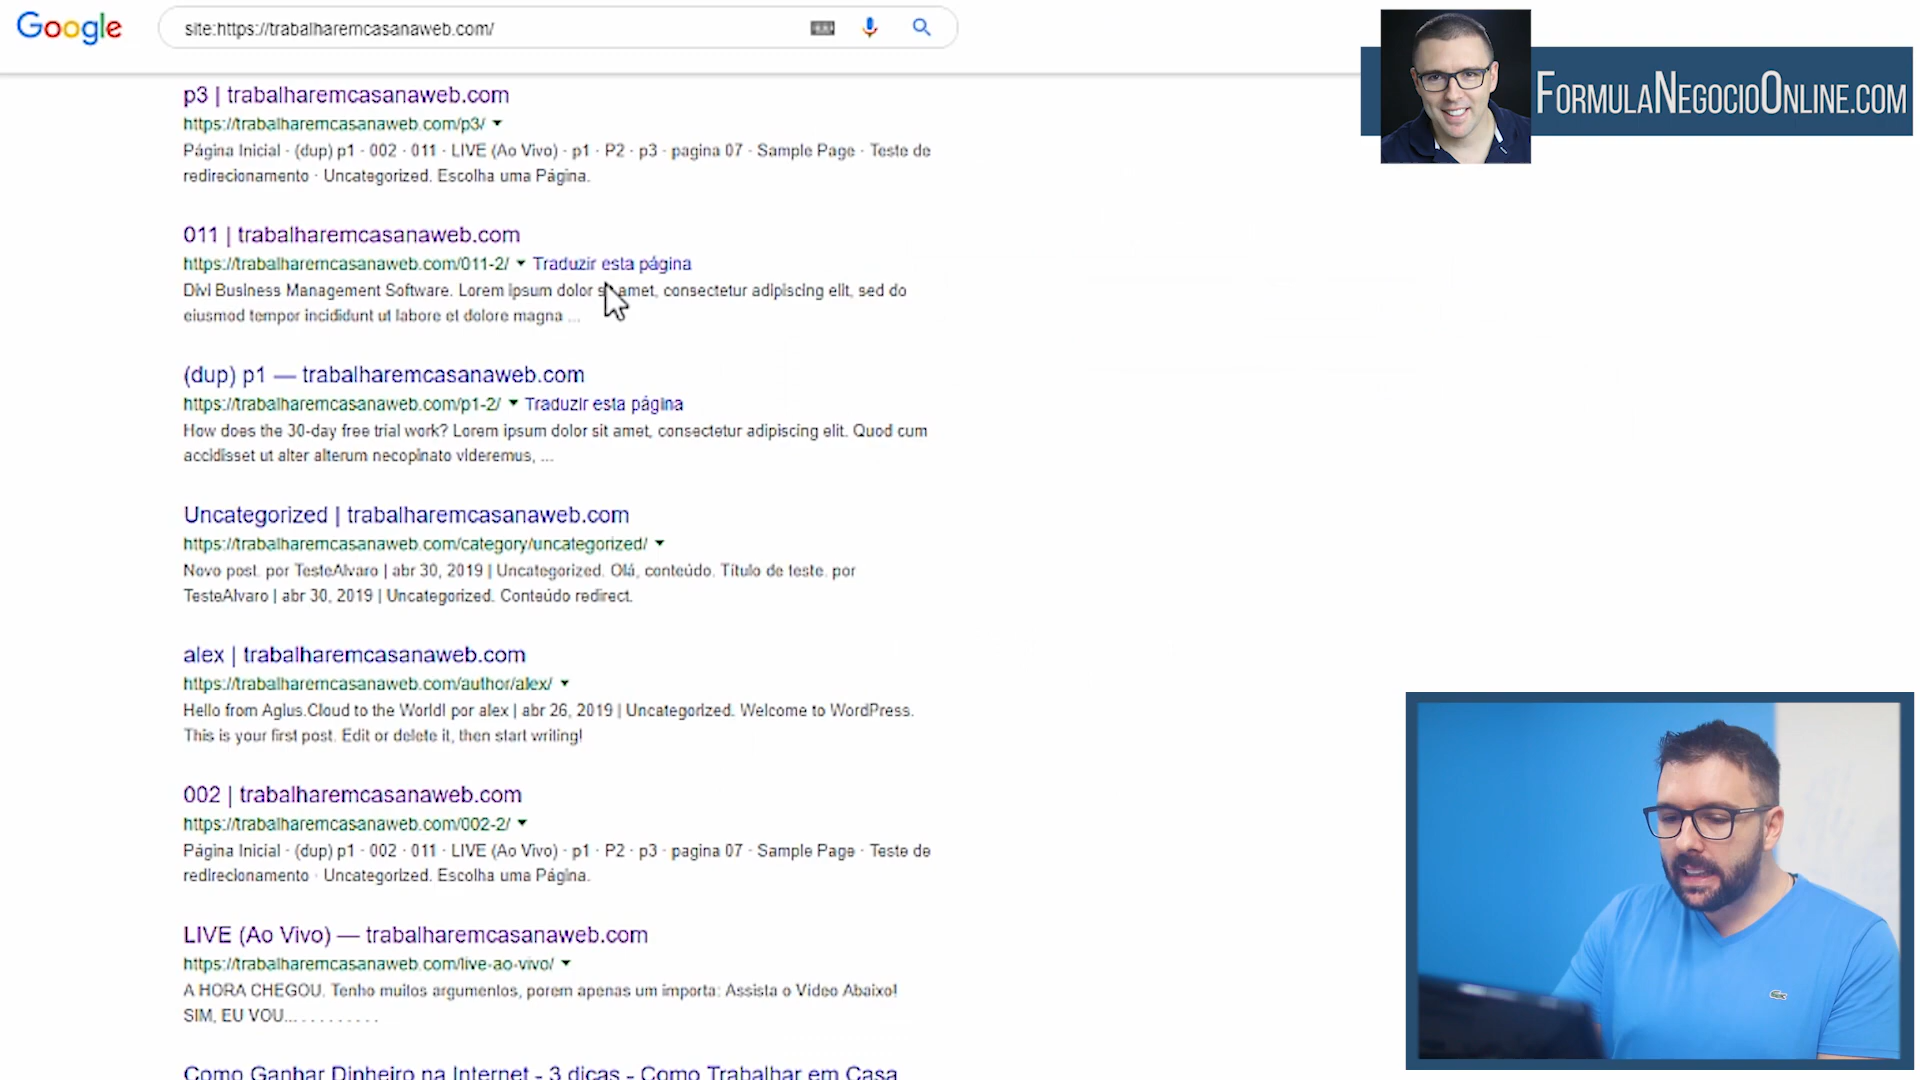 Google
site:https://trabalharemcasanaweb.com/
FormulaNegocioOnline.com
p3 | trabalharemcasanaweb.com
https://trabalharemcasanaweb.com/p3/
Página Inicial · (dup) p1 · 002 · 011 · LIVE (Ao Vivo) · p1 · P2 · p3 · pagina 07 · Sample Page · Teste de
redirecionamento · Uncategorized. Escolha uma Página.
011 | trabalharemcasanaweb.com
https://trabalharemcasanaweb.com/011-2/ Traduzir esta página
Divi Business Management Software. Lorem ipsum dolor sit amet, consectetur adipiscing elit, sed do
eiusmod tempor incididunt ut labore et dolore magna ...
(dup) p1 — trabalharemcasanaweb.com
https://trabalharemcasanaweb.com/p1-2/ Traduzir esta página
How does the 30-day free trial work? Lorem ipsum dolor sit amet, consectetur adipiscing elit. Quod cum
accidisset ut alter alterum necopinato videremus, ...
Uncategorized | trabalharemcasanaweb.com
https://trabalharemcasanaweb.com/category/uncategorized/
Novo post. por TesteAlvaro | abr 30, 2019 | Uncategorized. Olá, conteúdo. Título de teste. por
TesteAlvaro | abr 30, 2019 | Uncategorized. Conteúdo redirect.
alex | trabalharemcasanaweb.com
https://trabalharemcasanaweb.com/author/alex/
Hello from Aglus.Cloud to the World! por alex | abr 26, 2019 | Uncategorized. Welcome to WordPress.
This is your first post. Edit or delete it, then start writing!
002 | trabalharemcasanaweb.com
https://trabalharemcasanaweb.com/002-2/
Página Inicial · (dup) p1 · 002 · 011 · LIVE (Ao Vivo) · p1 · P2 · p3 · pagina 07 · Sample Page · Teste de
redirecionamento · Uncategorized. Escolha uma Página.
LIVE (Ao Vivo) — trabalharemcasanaweb.com
https://trabalharemcasanaweb.com/live-ao-vivo/
A HORA CHEGOU. Tenho muitos argumentos, porem apenas um importa: Assista o Vídeo Abaixo!
SIM, EU VOU... . . . . . . . . .
Como Ganhar Dinheiro na Internet - 3 dicas - Como Trabalhar em Casa